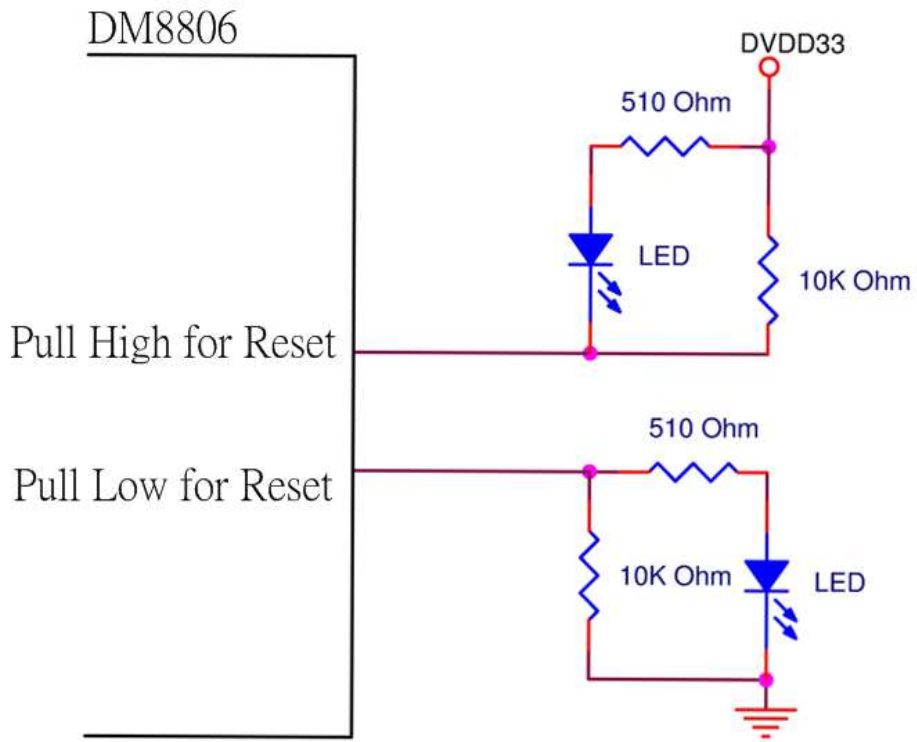 DM8806
DVDD33
510 Ohm
LED
10K Ohm
Pull High for Reset
510 Ohm
Pull Low for Reset
10K Ohm
LED